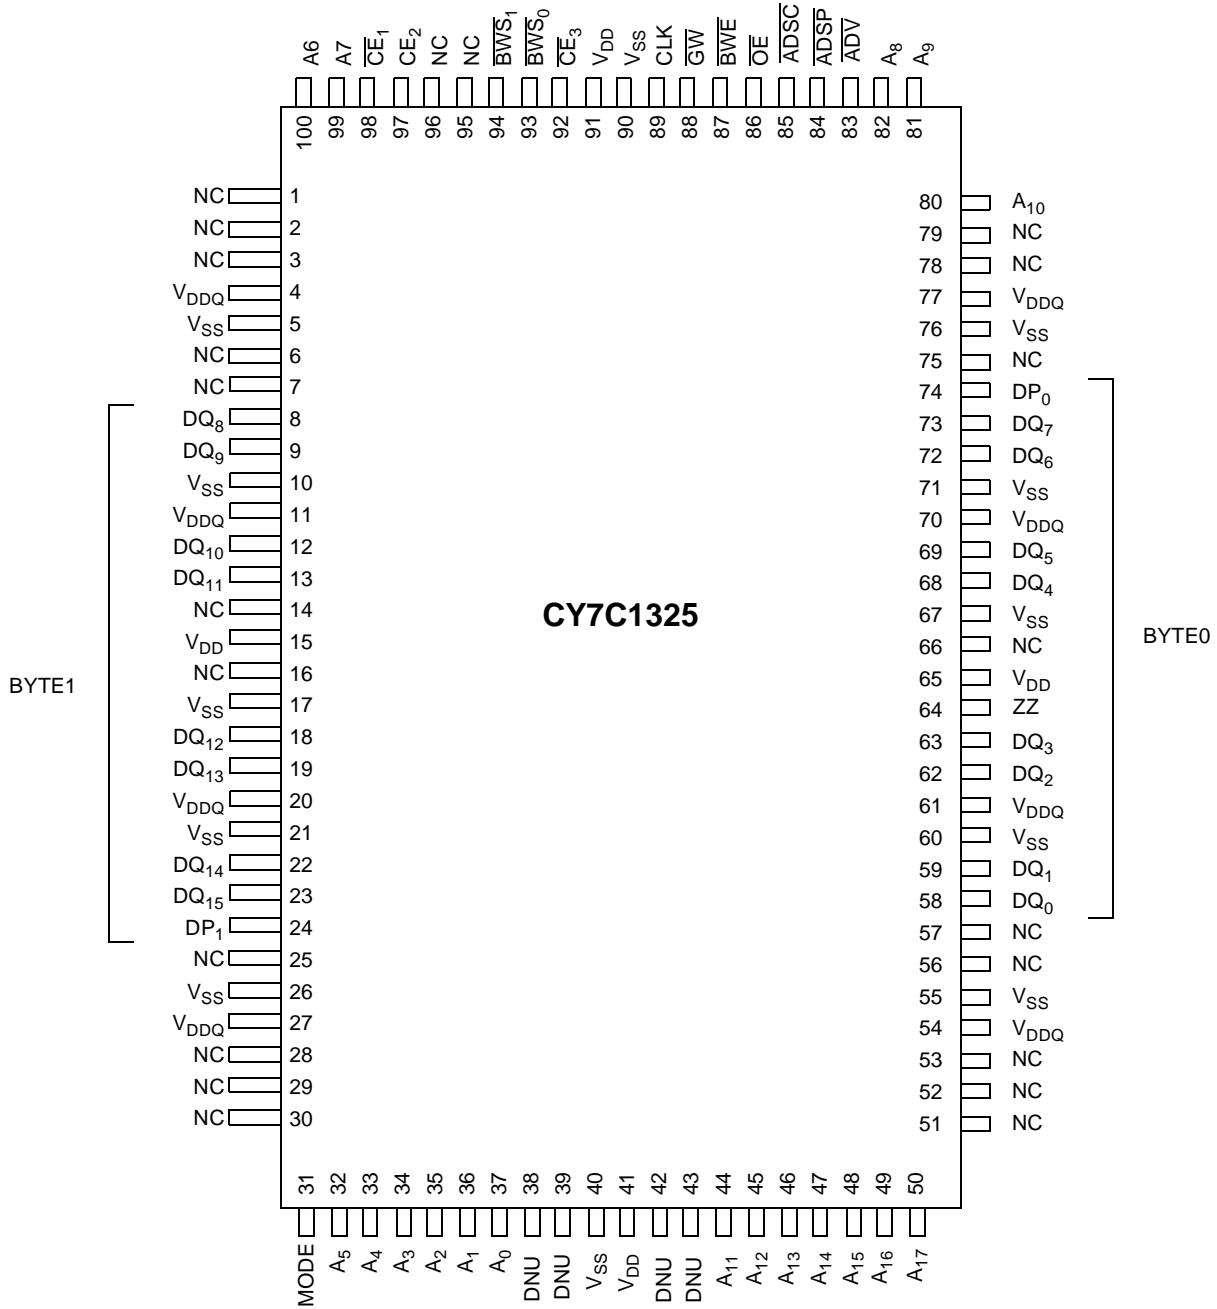 A6 A7 CE1 CE2 NC NC BWS1 BWS0 CE3 VDD VSS CLK GW BWE OE ADSC ADSP ADV A8 A9
100 99 98 97 96 95 94 93 92 91 90 89 88 87 86 85 84 83 82 81
NC 1
NC 2
NC 3
VDDQ 4
VSS 5
NC 6
NC 7
DQ8 8
DQ9 9
VSS 10
VDDQ 11
DQ10 12
DQ11 13
NC 14
VDD 15
NC 16
VSS 17
DQ12 18
DQ13 19
VDDQ 20
VSS 21
DQ14 22
DQ15 23
DP1 24
NC 25
VSS 26
VDDQ 27
NC 28
NC 29
NC 30
BYTE1
CY7C1325
80 A10
79 NC
78 NC
77 VDDQ
76 VSS
75 NC
74 DP0
73 DQ7
72 DQ6
71 VSS
70 VDDQ
69 DQ5
68 DQ4
67 VSS
66 NC
65 VDD
64 ZZ
63 DQ3
62 DQ2
61 VDDQ
60 VSS
59 DQ1
58 DQ0
57 NC
56 NC
55 VSS
54 VDDQ
53 NC
52 NC
51 NC
BYTE0
31 32 33 34 35 36 37 38 39 40 41 42 43 44 45 46 47 48 49 50
MODE A5 A4 A3 A2 A1 A0 DNU DNU VSS VDD DNU DNU A11 A12 A13 A14 A15 A16 A17